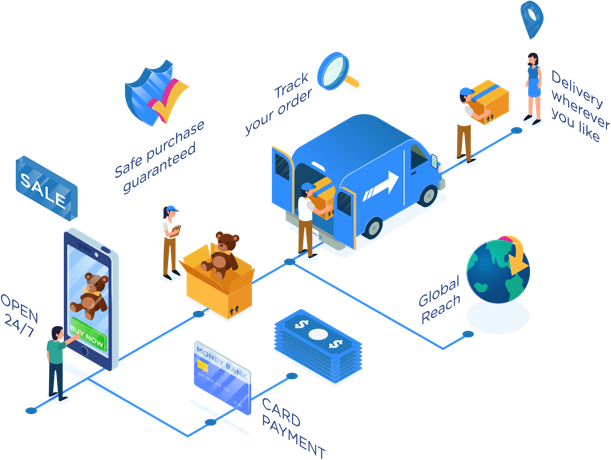 Track
your order
Delivery
wherever
you like
Safe purchase
guaranteed
SALE
OPEN
24/7
BUY NOW
Global
Reach
$ $
MONEY BANK
CARD
PAYMENT